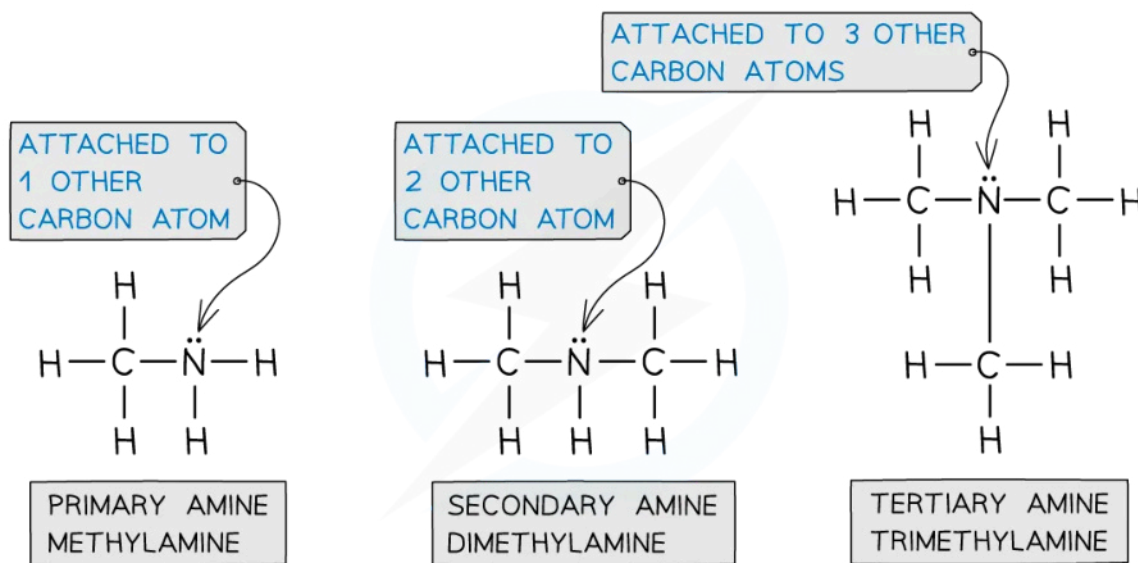 ATTACHED TO
1 OTHER
CARBON ATOM
H
H—C—N̈—H
H H
PRIMARY AMINE
METHYLAMINE
ATTACHED TO
2 OTHER
CARBON ATOM
H H
H—C—N̈—C—H
H H H
SECONDARY AMINE
DIMETHYLAMINE
ATTACHED TO 3 OTHER
CARBON ATOMS
H H
H—C—N̈—C—H
H H
H—C—H
H
TERTIARY AMINE
TRIMETHYLAMINE